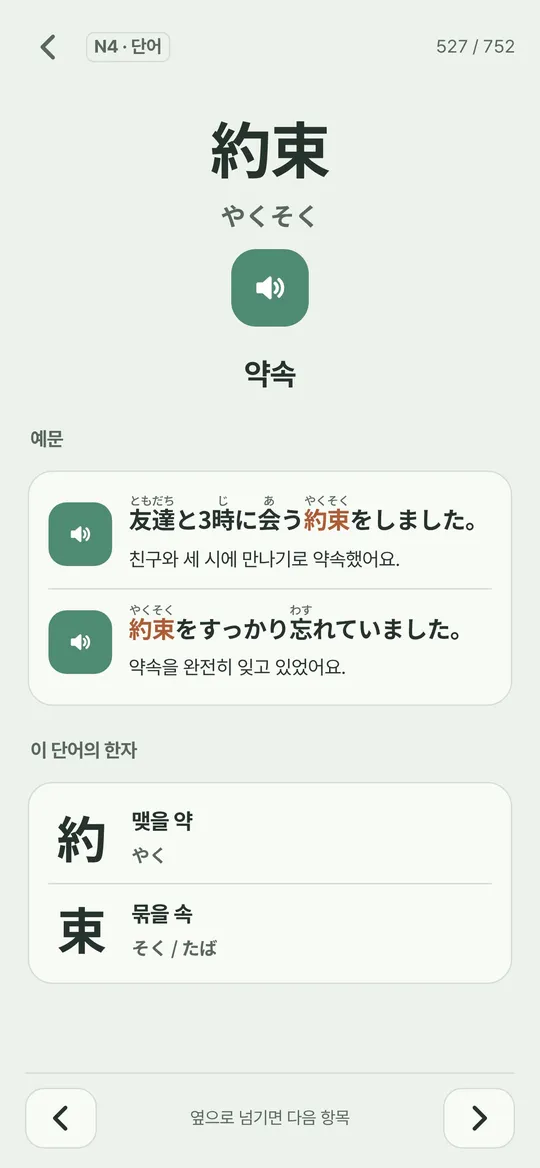 N4 · 단어
527 / 752
約束
やくそく
약속
예문
ともだち じ あ やくそく
友達と3時に会う約束をしました。
친구와 세 시에 만나기로 약속했어요.
やくそく わす
約束をすっかり忘れていました。
약속을 완전히 잊고 있었어요.
이 단어의 한자
約
맺을 약
やく
束
묶을 속
そく / たば
옆으로 넘기면 다음 항목